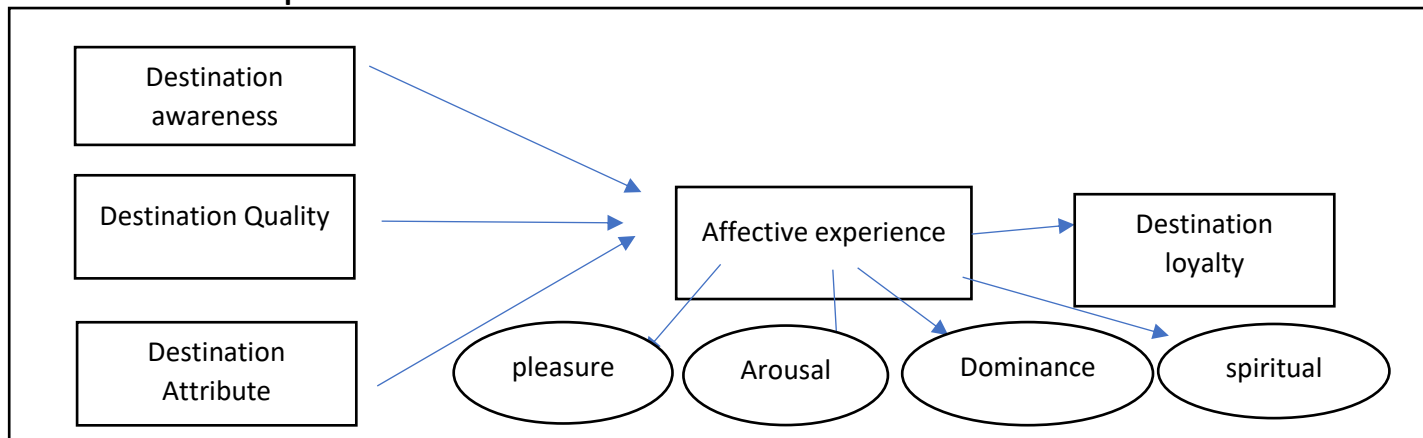 Destination
awareness
Destination Quality
Destination
Attribute
Affective experience
Destination
loyalty
pleasure
Arousal
Dominance
spiritual